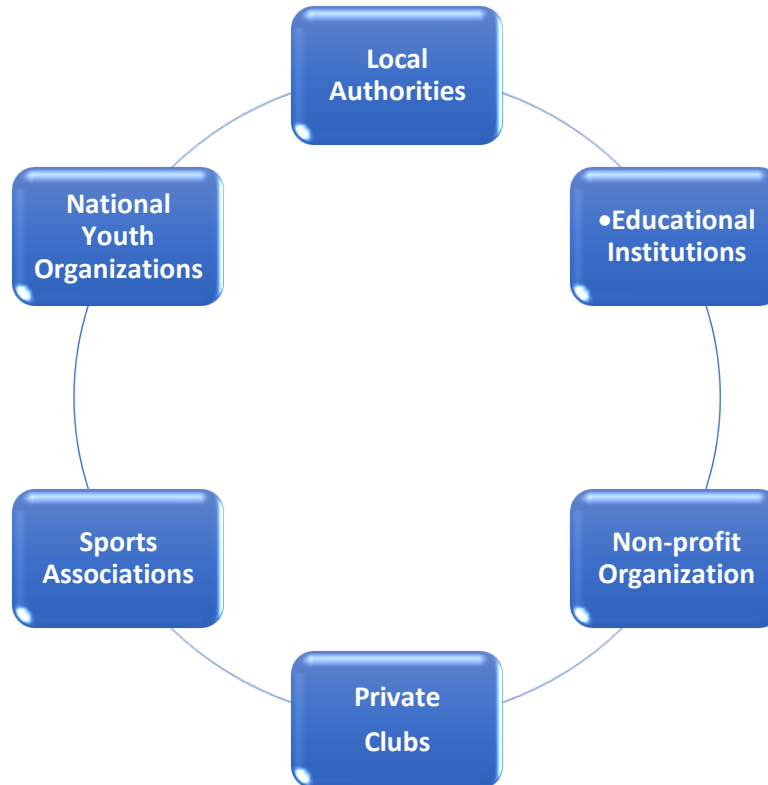 Local
Authorities
National
Youth
Organizations
•Educational
Institutions
Sports
Associations
Non-profit
Organization
Private
Clubs